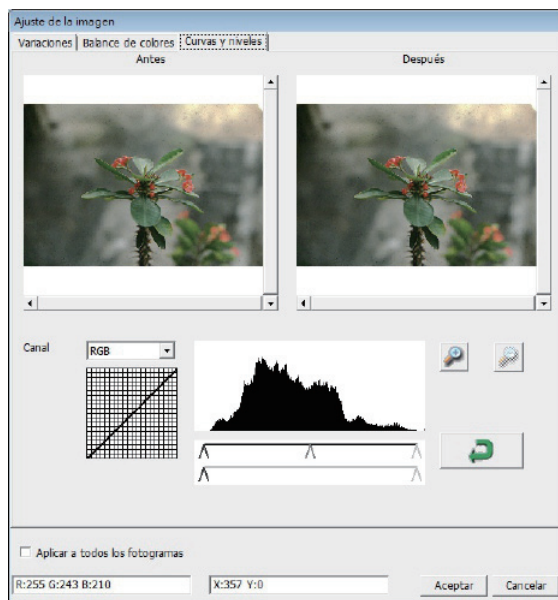 Ajuste de la imagen
Variaciones Balance de colores Curvas y niveles
Antes Después
Canal RGB
Aplicar a todos los fotogramas
R:255 G:243 B:210 X:357 Y:0 Aceptar Cancelar